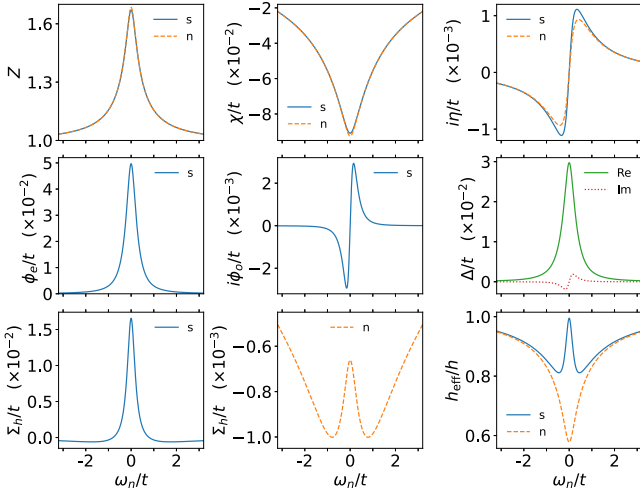 Z
1.6
1.3
1.0
s
n
χ/t (×10⁻²)
−2
−4
−6
−8
s
n
iη/t (×10⁻³)
1
0
−1
s
n
ϕₑ/t (×10⁻²)
5
4
3
2
1
0
s
iϕₒ/t (×10⁻³)
2
0
−2
s
Δ/t (×10⁻²)
3
2
1
0
Re
Im
Σₕ/t (×10⁻²)
1.5
1.0
0.5
0.0
s
−2 0 2
ωₙ/t
Σₕ/t (×10⁻³)
−0.6
−0.8
−1.0
n
−2 0 2
ωₙ/t
h_eff/h
1.0
0.8
0.6
s
n
−2 0 2
ωₙ/t